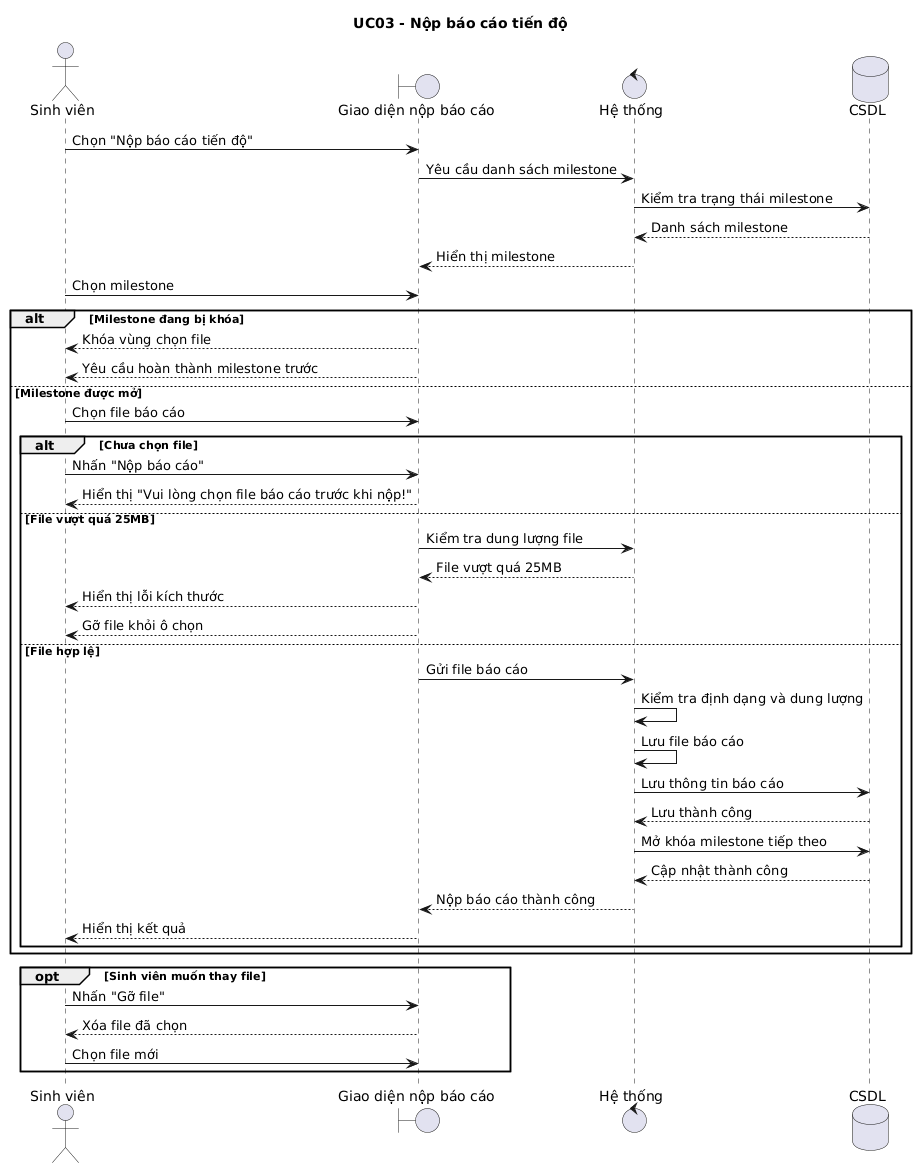 UC03 - Nộp báo cáo tiến độ
Sinh viên
Giao diện nộp báo cáo
Hệ thống
CSDL
Chọn "Nộp báo cáo tiến độ"
Yêu cầu danh sách milestone
Kiểm tra trạng thái milestone
Danh sách milestone
Hiển thị milestone
Chọn milestone
alt [Milestone đang bị khóa]
Khóa vùng chọn file
Yêu cầu hoàn thành milestone trước
[Milestone được mở]
Chọn file báo cáo
alt [Chưa chọn file]
Nhấn "Nộp báo cáo"
Hiển thị "Vui lòng chọn file báo cáo trước khi nộp!"
[File vượt quá 25MB]
Kiểm tra dung lượng file
File vượt quá 25MB
Hiển thị lỗi kích thước
Gỡ file khỏi ô chọn
[File hợp lệ]
Gửi file báo cáo
Kiểm tra định dạng và dung lượng
Lưu file báo cáo
Lưu thông tin báo cáo
Lưu thành công
Mở khóa milestone tiếp theo
Cập nhật thành công
Nộp báo cáo thành công
Hiển thị kết quả
opt [Sinh viên muốn thay file]
Nhấn "Gỡ file"
Xóa file đã chọn
Chọn file mới
Sinh viên
Giao diện nộp báo cáo
Hệ thống
CSDL